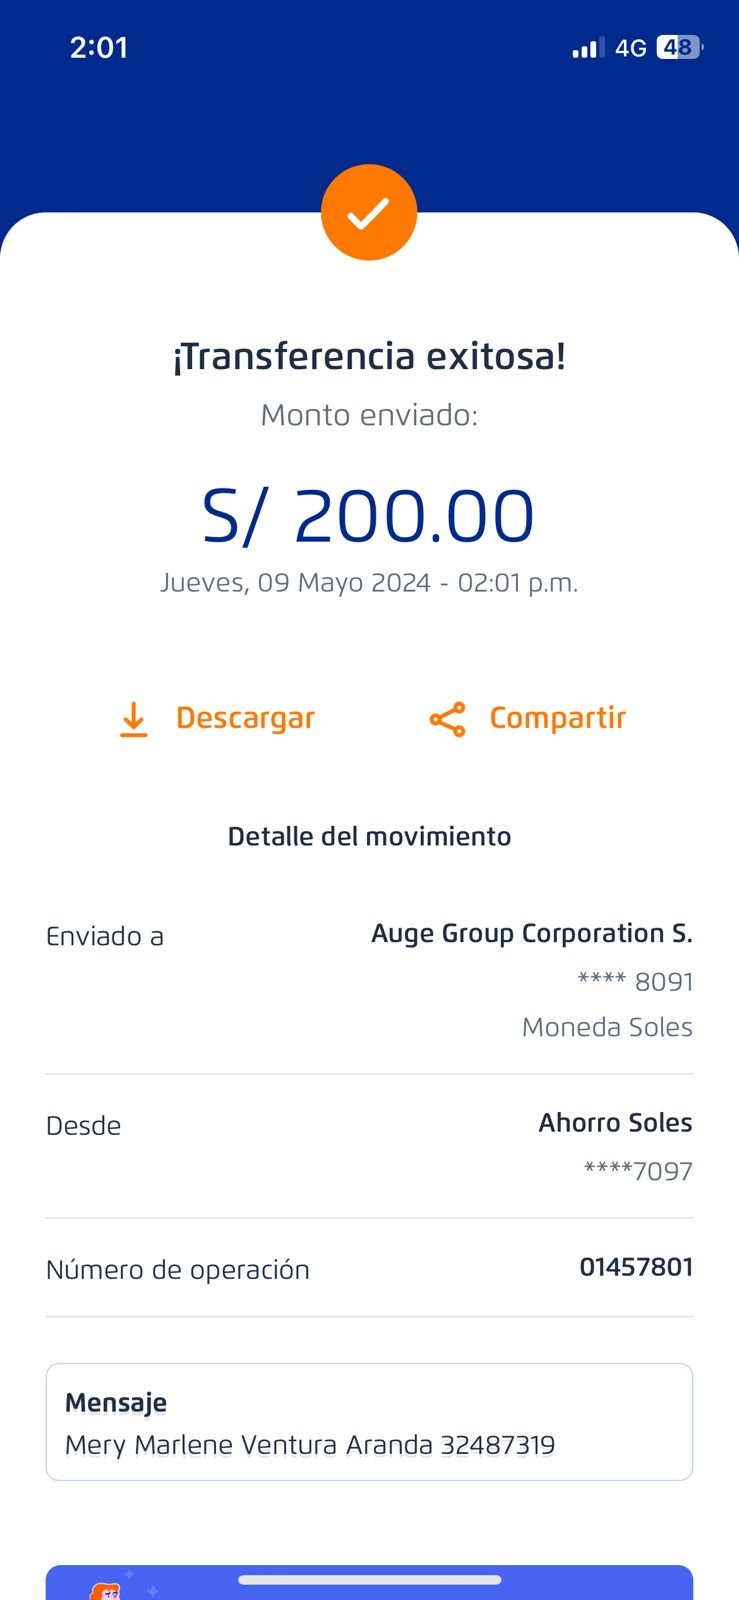 2:01 4G 48
¡Transferencia exitosa!
Monto enviado:
S/ 200.00
Jueves, 09 Mayo 2024 - 02:01 p.m.
Descargar Compartir
Detalle del movimiento
Enviado a Auge Group Corporation S.
**** 8091
Moneda Soles
Desde Ahorro Soles
****7097
Número de operación 01457801
Mensaje
Mery Marlene Ventura Aranda 32487319